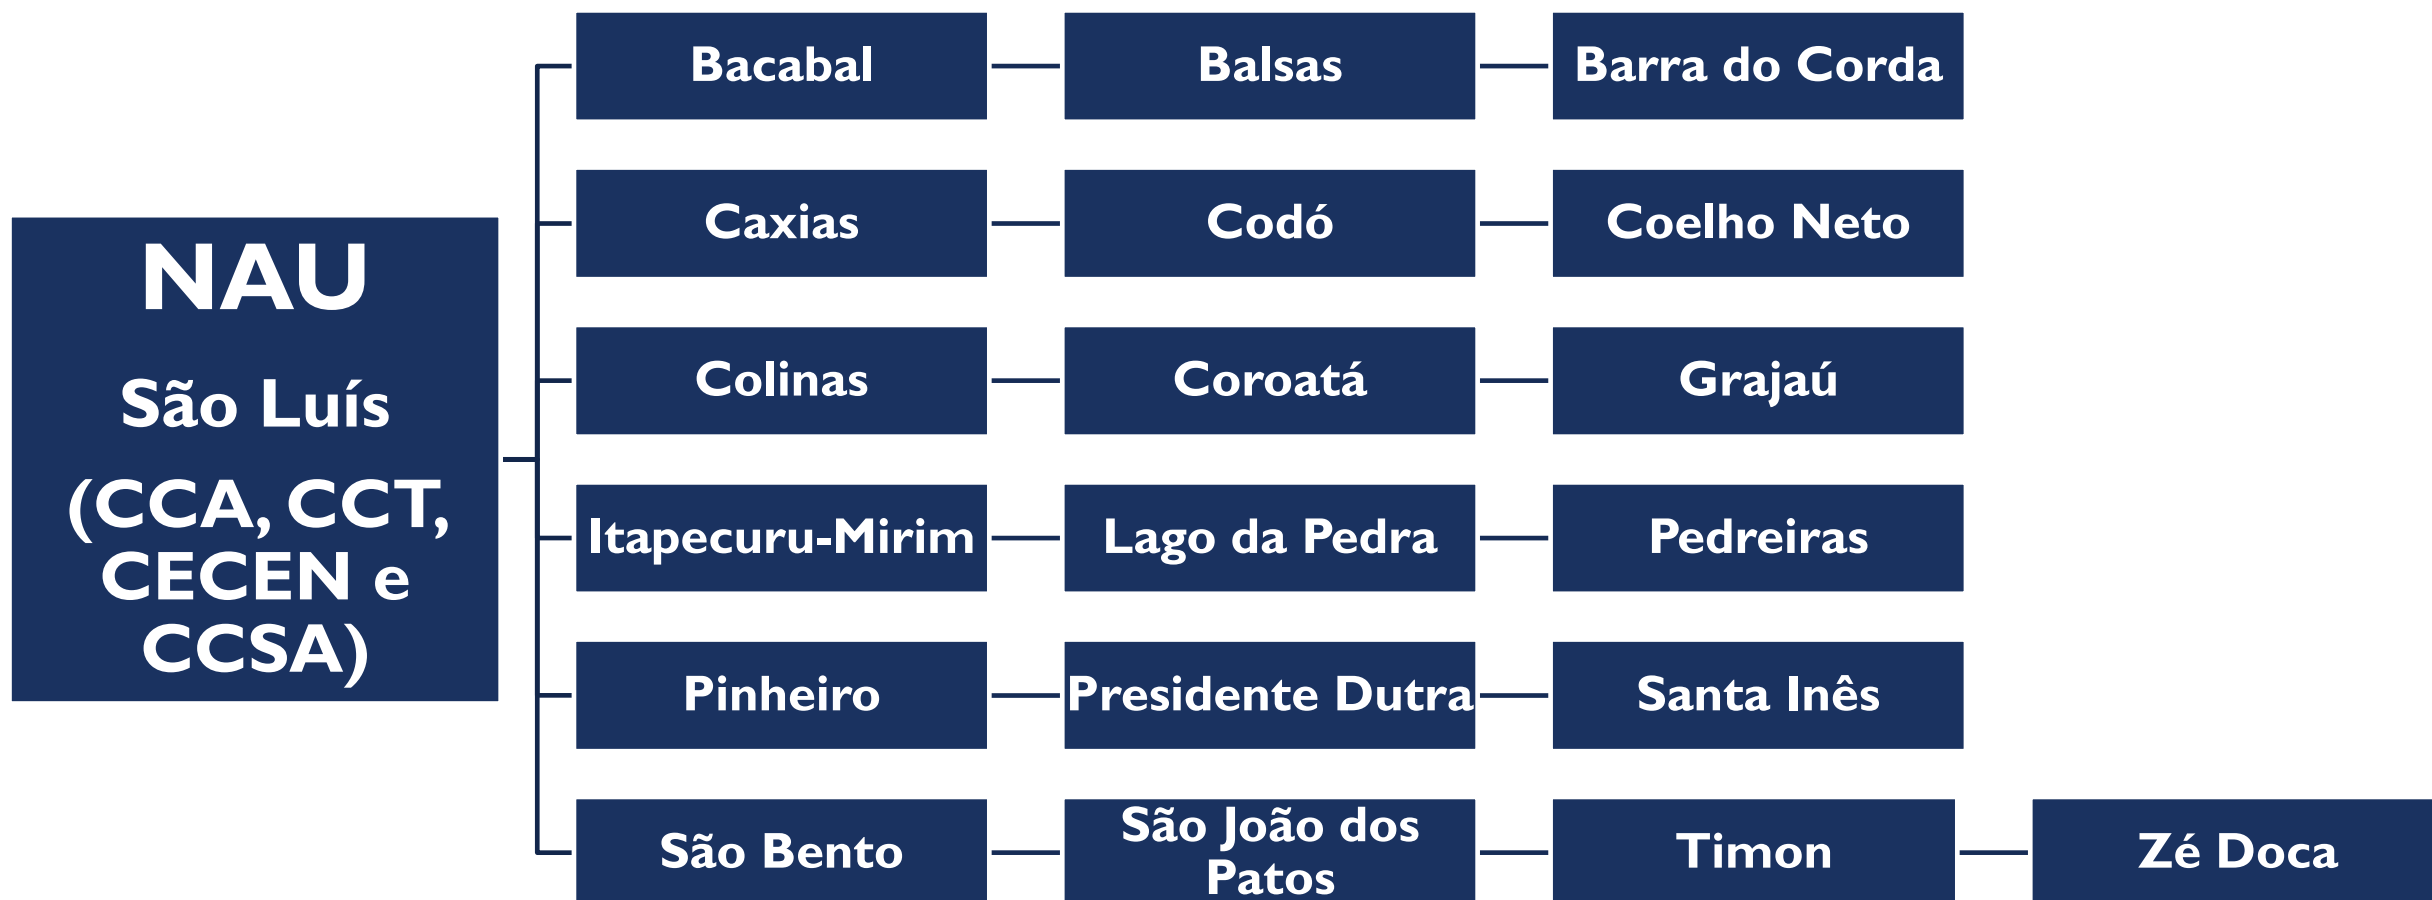 NAU
São Luís
(CCA, CCT,
CECEN e
CCSA)
Bacabal
Balsas
Barra do Corda
Caxias
Codó
Coelho Neto
Colinas
Coroatá
Grajaú
Itapecuru-Mirim
Lago da Pedra
Pedreiras
Pinheiro
Presidente Dutra
Santa Inês
São Bento
São João dos
Patos
Timon
Zé Doca